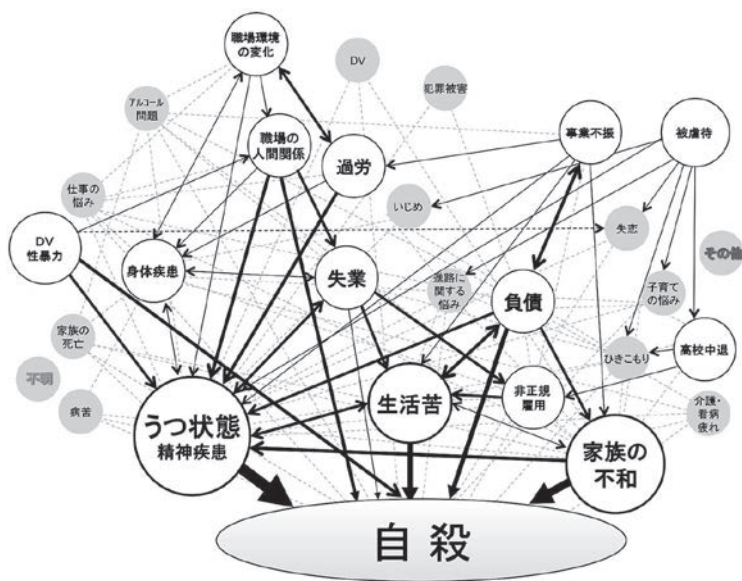 職場環境
の変化
DV
犯罪被害
アルコール
問題
職場の
人間関係
過労
事業不振
被虐待
仕事の
悩み
いじめ
失恋
DV
性暴力
身体疾患
失業
進路に
関する
悩み
負債
子育て
の悩み
その他
家族の
死亡
ひきこもり
高校中退
不明
病苦
うつ状態
精神疾患
生活苦
非正規
雇用
介護・
看病
疲れ
家族の
不和
自殺